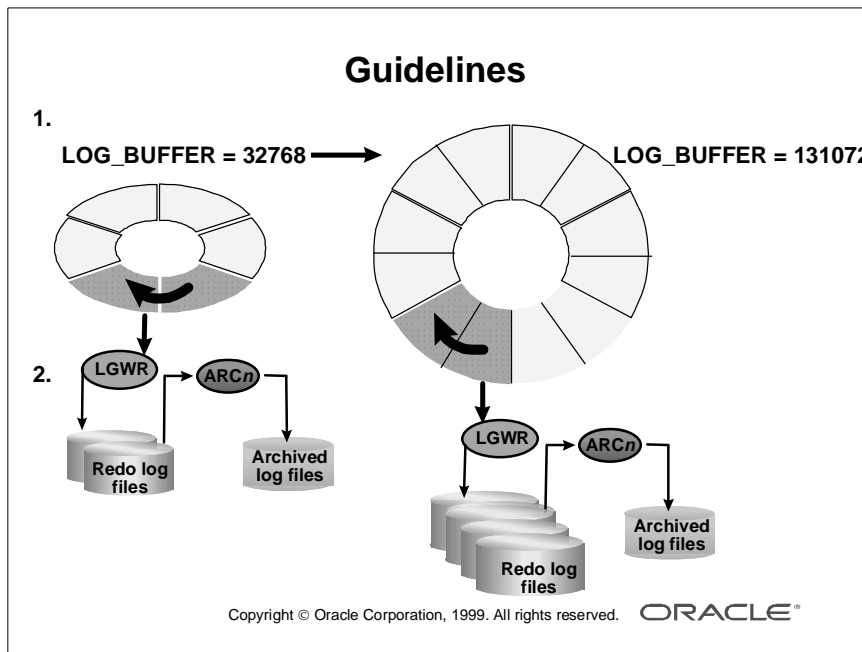 Guidelines
1.
LOG_BUFFER = 32768
LOG_BUFFER = 131072
2.
LGWR
ARCn
Redo log
files
Archived
log files
LGWR
ARCn
Redo log
files
Archived
log files
Copyright © Oracle Corporation, 1999. All rights reserved.
ORACLE®